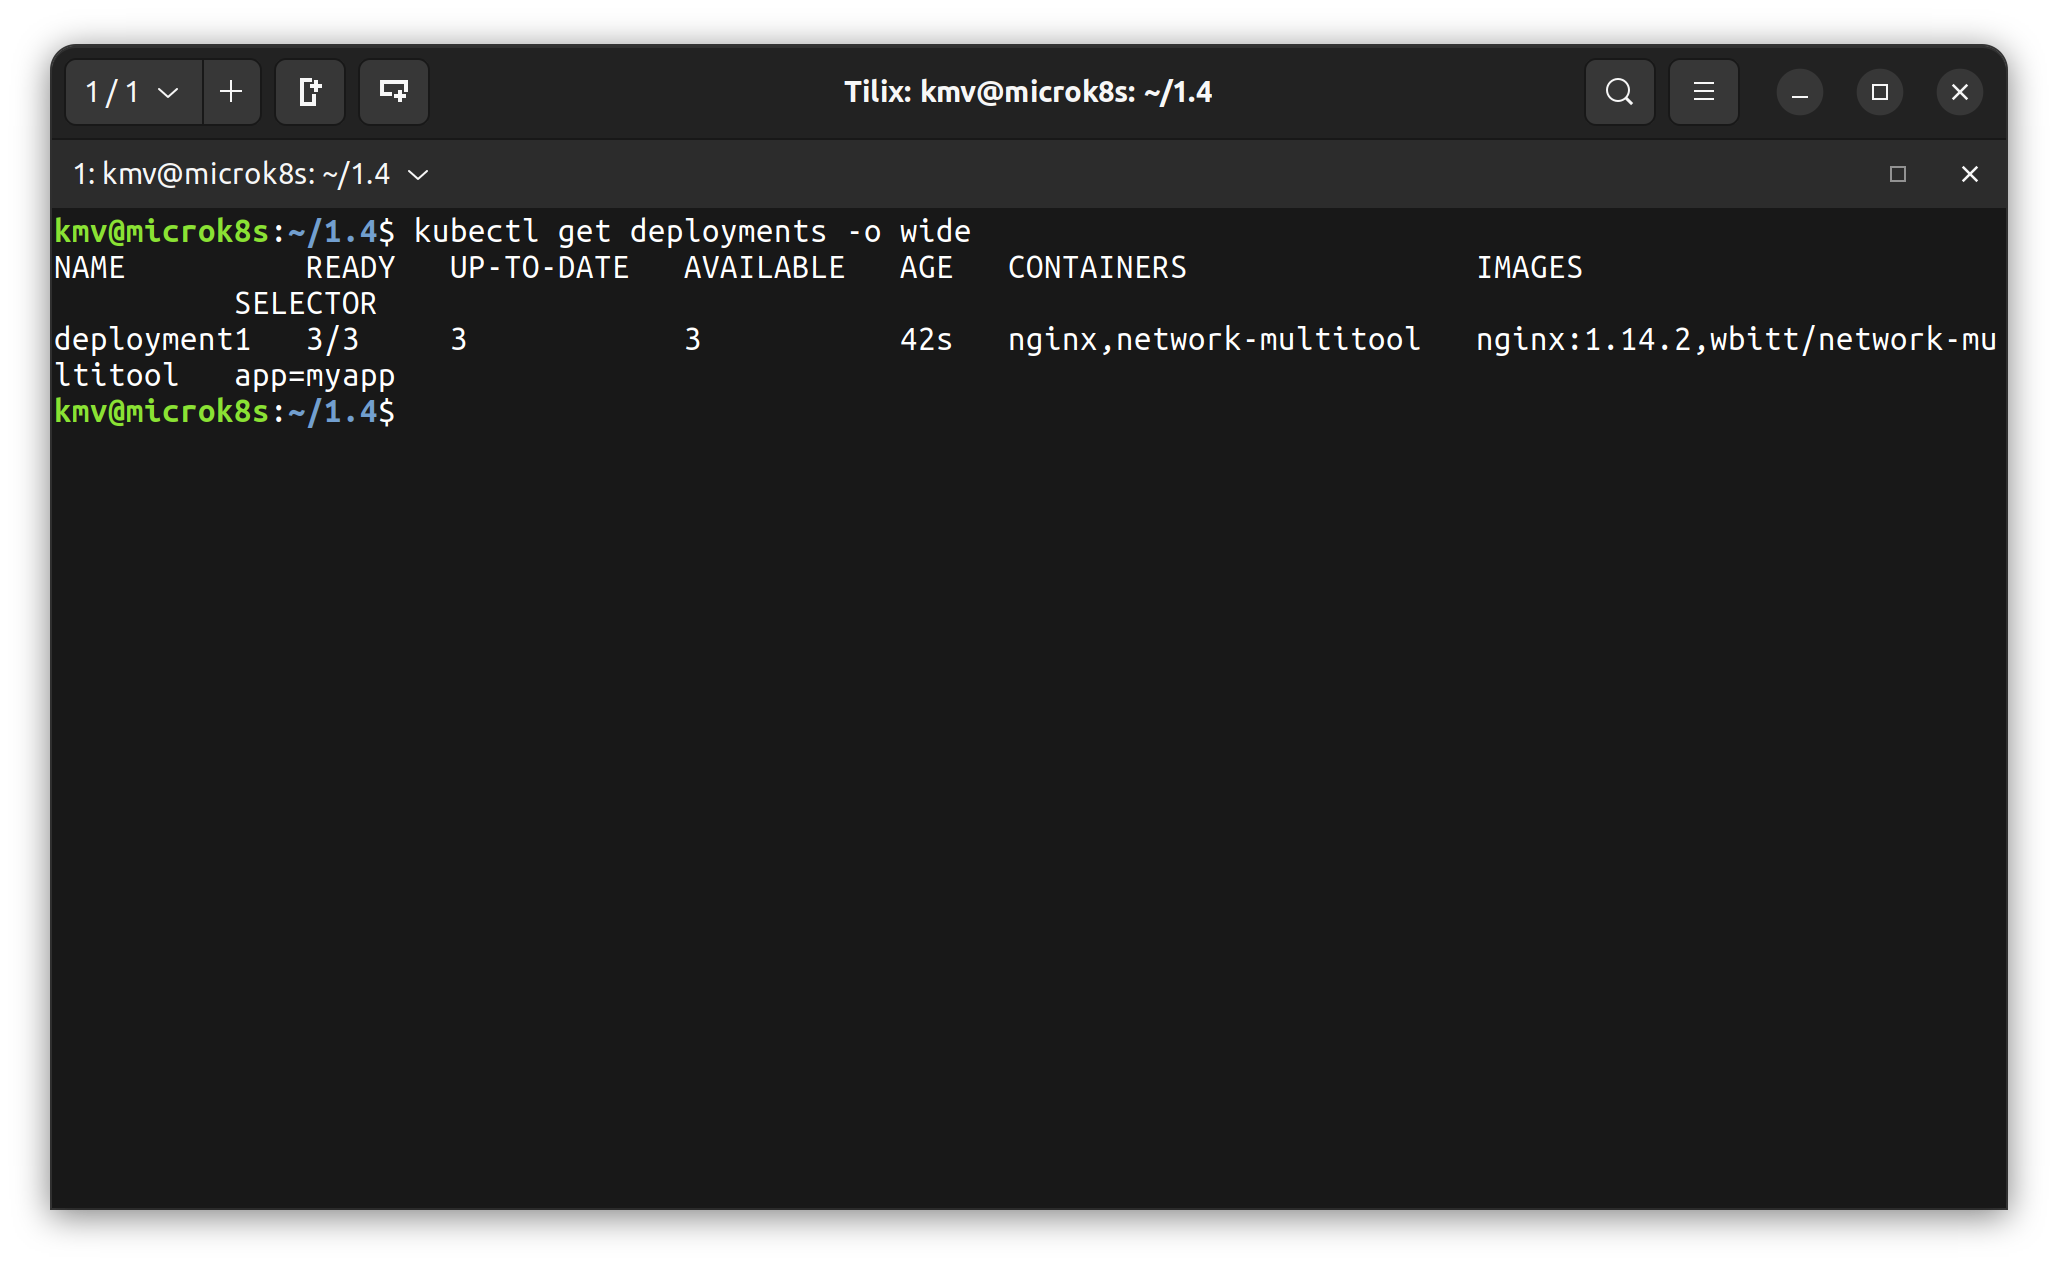 1 / 1
Tilix: kmv@microk8s: ~/1.4
1: kmv@microk8s: ~/1.4
kmv@microk8s:~/1.4$ kubectl get deployments -o wide
NAME          READY   UP-TO-DATE   AVAILABLE   AGE   CONTAINERS                IMAGES
          SELECTOR
deployment1   3/3     3            3           42s   nginx,network-multitool   nginx:1.14.2,wbitt/network-mu
ltitool   app=myapp
kmv@microk8s:~/1.4$